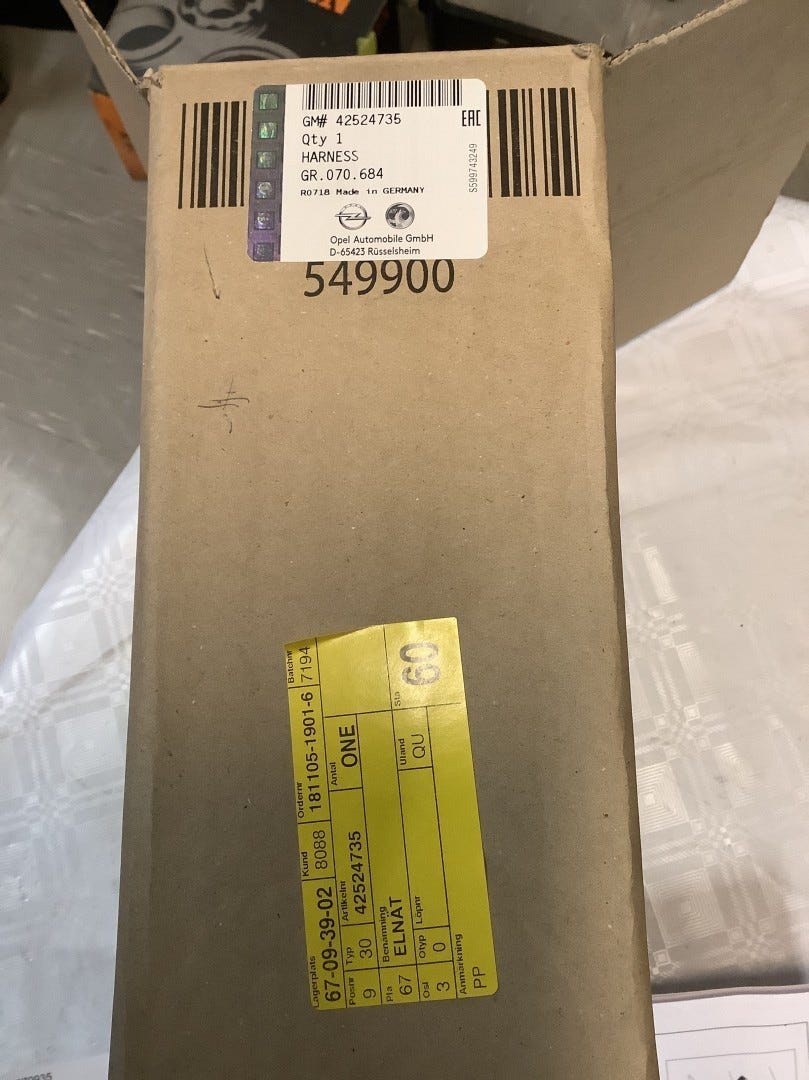 GM# 42524735
Qty 1
HARNESS
GR.070.684
R0718 Made in GERMANY
Opel Automobile GmbH
D-65423 Rüsselsheim
EAC
S599743249
549900
Lagerplats Kund Ordernr Batchnr
67-09-39-02 8088 181105-1901-6 7194
Posnr Typ Artikelnr Antal
9 30 42524735 ONE
Pla Benämning Sto
67 ELNÄT 60
Osl Otyp Löpnr Uland
3 0 QU
Anmärkning
PP